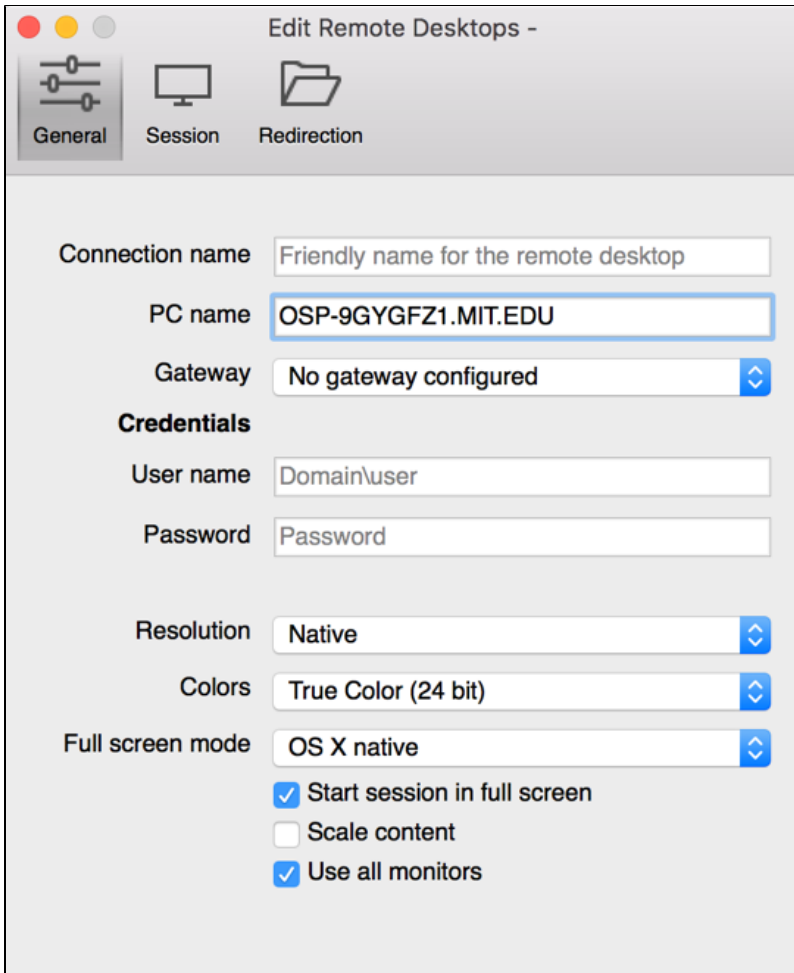 Edit Remote Desktops -
General Session Redirection
Connection name Friendly name for the remote desktop
PC name OSP-9GYGFZ1.MIT.EDU
Gateway No gateway configured
Credentials
User name Domain\user
Password Password
Resolution Native
Colors True Color (24 bit)
Full screen mode OS X native
Start session in full screen
Scale content
Use all monitors